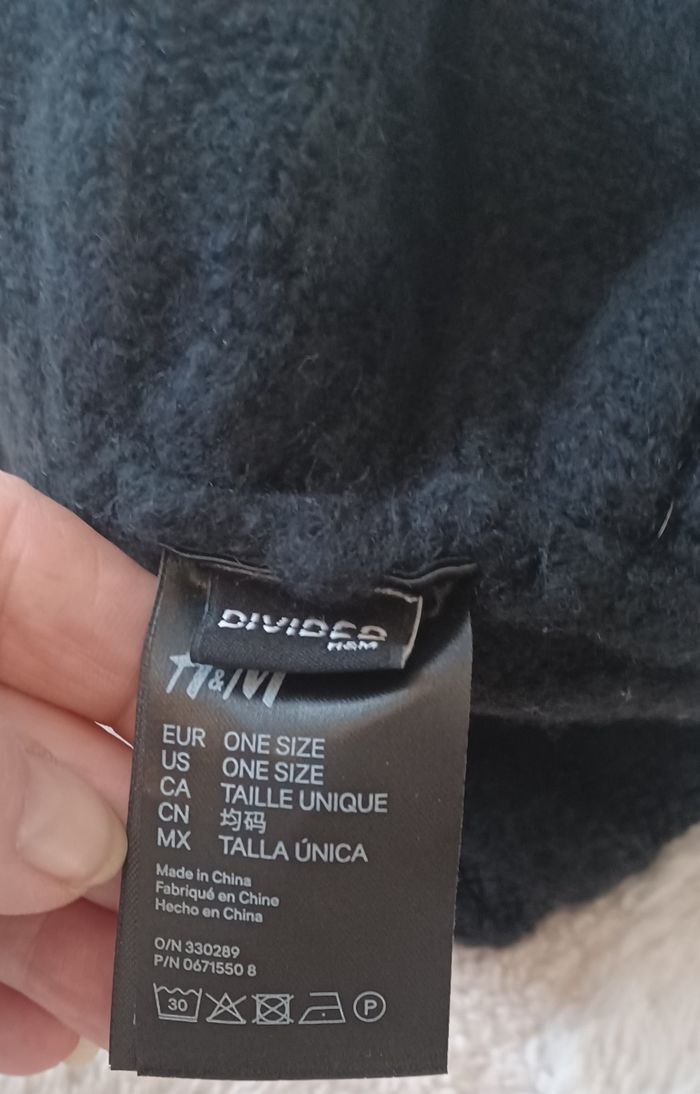 DIVIDED
H&M
H&M
EUR ONE SIZE
US ONE SIZE
CA TAILLE UNIQUE
CN 均码
MX TALLA ÚNICA
Made in China
Fabriqué en Chine
Hecho en China
O/N 330289
P/N 0671550 8
30
P